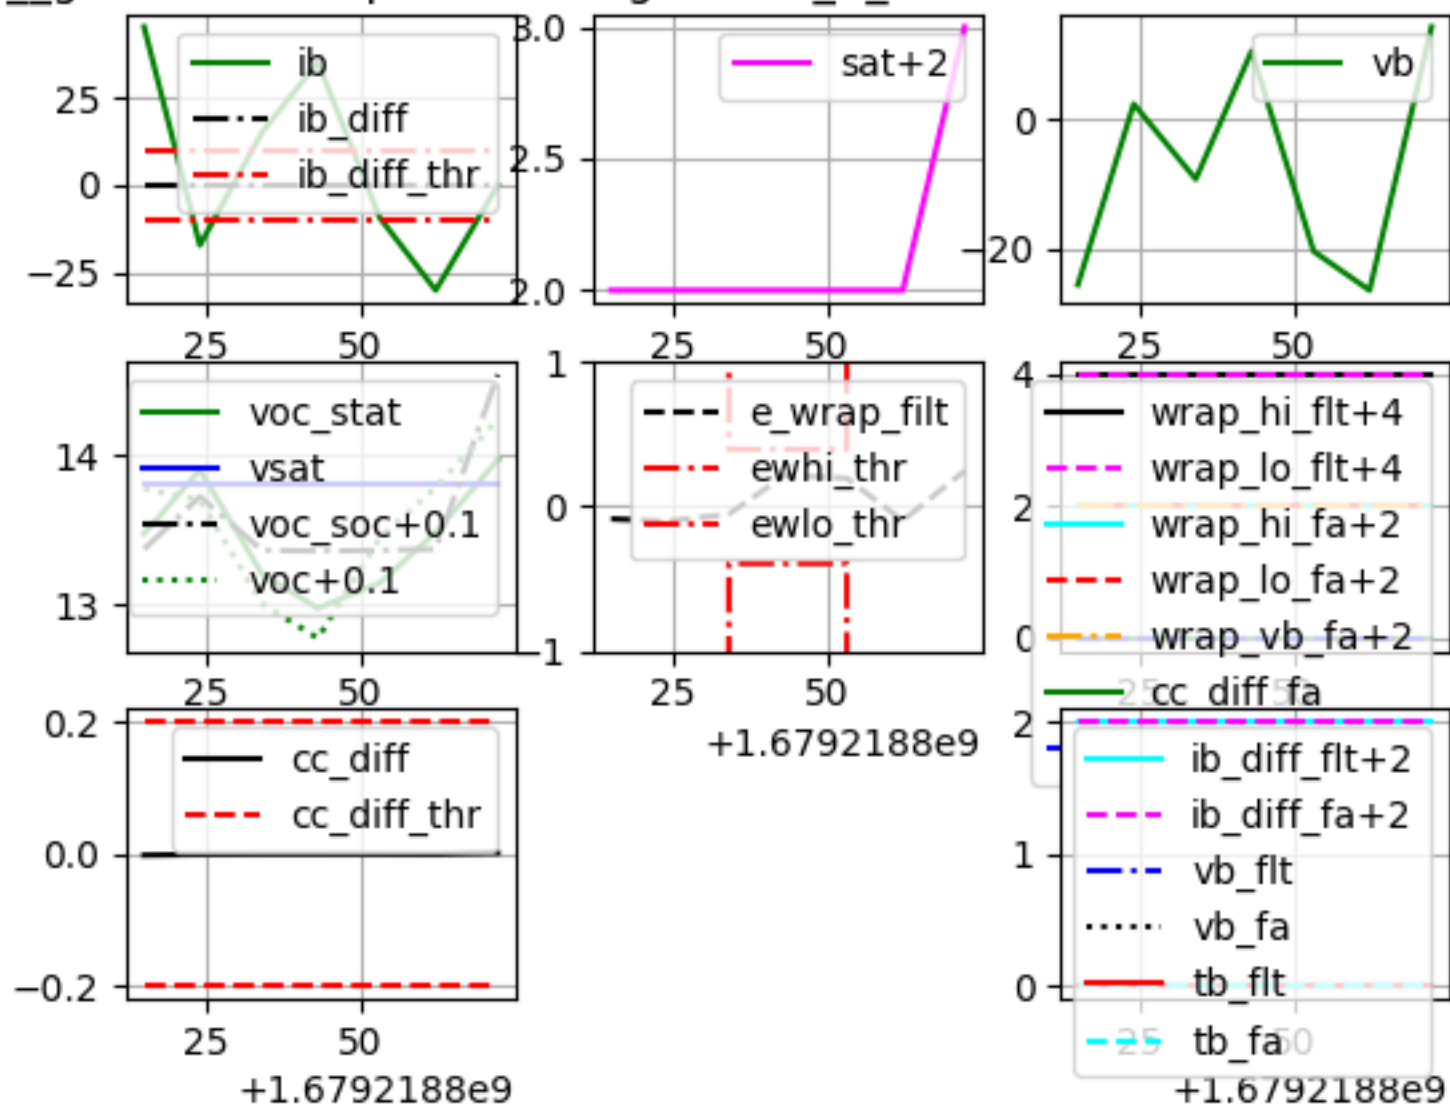 ib
ib_diff
ib_diff_thr
25
0
−25
25 50
sat+2
3.0
2.5
2.0
25 50
vb
0
−20
25 50
voc_stat
vsat
voc_soc+0.1
voc+0.1
14
13
25 50
e_wrap_filt
ewhi_thr
ewlo_thr
1
0
−1
25 50
+1.6792188e9
wrap_hi_flt+4
wrap_lo_flt+4
wrap_hi_fa+2
wrap_lo_fa+2
wrap_vb_fa+2
cc_diff_fa
4
2
0
25
cc_diff
cc_diff_thr
0.2
0.0
−0.2
25 50
+1.6792188e9
ib_diff_flt+2
ib_diff_fa+2
vb_flt
vb_fa
tb_flt
tb_fa
2
1
0
25 50
+1.6792188e9